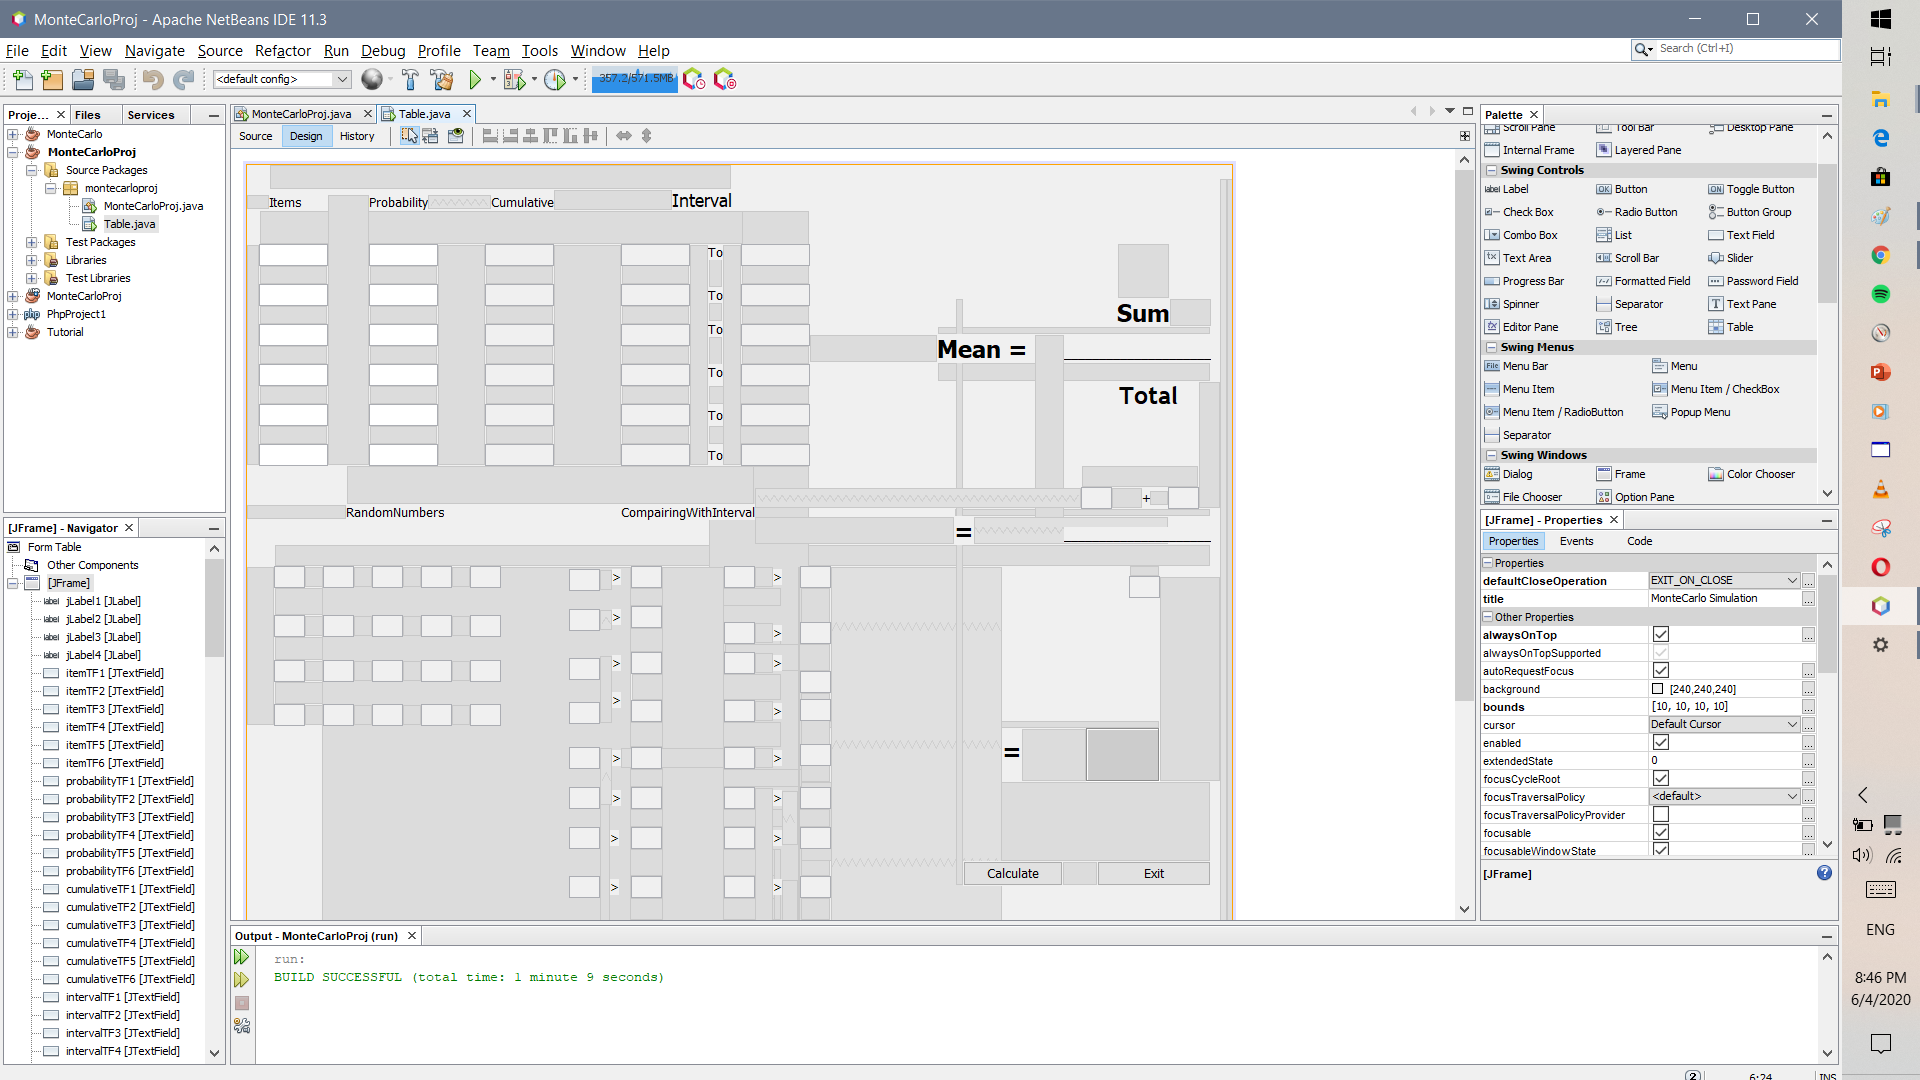 MonteCarloProj - Apache NetBeans IDE 11.3
File Edit View Navigate Source Refactor Run Debug Profile Team Tools Window Help
Search (Ctrl+I)
<default config>
357.2/571.5MB
Proje... Files Services
MonteCarlo
MonteCarloProj
Source Packages
montecarloproj
MonteCarloProj.java
Table.java
Test Packages
Libraries
Test Libraries
MonteCarloProj
PhpProject1
Tutorial
[JFrame] - Navigator
Form Table
Other Components
[JFrame]
jLabel1 [JLabel]
jLabel2 [JLabel]
jLabel3 [JLabel]
jLabel4 [JLabel]
itemTF1 [JTextField]
itemTF2 [JTextField]
itemTF3 [JTextField]
itemTF4 [JTextField]
itemTF5 [JTextField]
itemTF6 [JTextField]
probabilityTF1 [JTextField]
probabilityTF2 [JTextField]
probabilityTF3 [JTextField]
probabilityTF4 [JTextField]
probabilityTF5 [JTextField]
probabilityTF6 [JTextField]
cumulativeTF1 [JTextField]
cumulativeTF2 [JTextField]
cumulativeTF3 [JTextField]
cumulativeTF4 [JTextField]
cumulativeTF5 [JTextField]
cumulativeTF6 [JTextField]
intervalTF1 [JTextField]
intervalTF2 [JTextField]
intervalTF3 [JTextField]
intervalTF4 [JTextField]
MonteCarloProj.java Table.java
Source Design History
Items Probability Cumulative Interval
To
To
To
To
To
To
Sum
Mean =
Total
+
RandomNumbers CompairingWithInterval
=
> >
> >
> >
> >
> >
> >
> >
> >
=
Calculate Exit
Output - MonteCarloProj (run)
run:
BUILD SUCCESSFUL (total time: 1 minute 9 seconds)
Palette
Scroll Pane Tool Bar Desktop Pane
Internal Frame Layered Pane
Swing Controls
Label Button Toggle Button
Check Box Radio Button Button Group
Combo Box List Text Field
Text Area Scroll Bar Slider
Progress Bar Formatted Field Password Field
Spinner Separator Text Pane
Editor Pane Tree Table
Swing Menus
Menu Bar Menu
Menu Item Menu Item / CheckBox
Menu Item / RadioButton Popup Menu
Separator
Swing Windows
Dialog Frame Color Chooser
File Chooser Option Pane
[JFrame] - Properties
Properties Events Code
Properties
defaultCloseOperation EXIT_ON_CLOSE
title MonteCarlo Simulation
Other Properties
alwaysOnTop
alwaysOnTopSupported
autoRequestFocus
background [240,240,240]
bounds [10, 10, 10, 10]
cursor Default Cursor
enabled
extendedState 0
focusCycleRoot
focusTraversalPolicy <default>
focusTraversalPolicyProvider
focusable
focusableWindowState
[JFrame]
2 6:24 INS
ENG
8:46 PM
6/4/2020